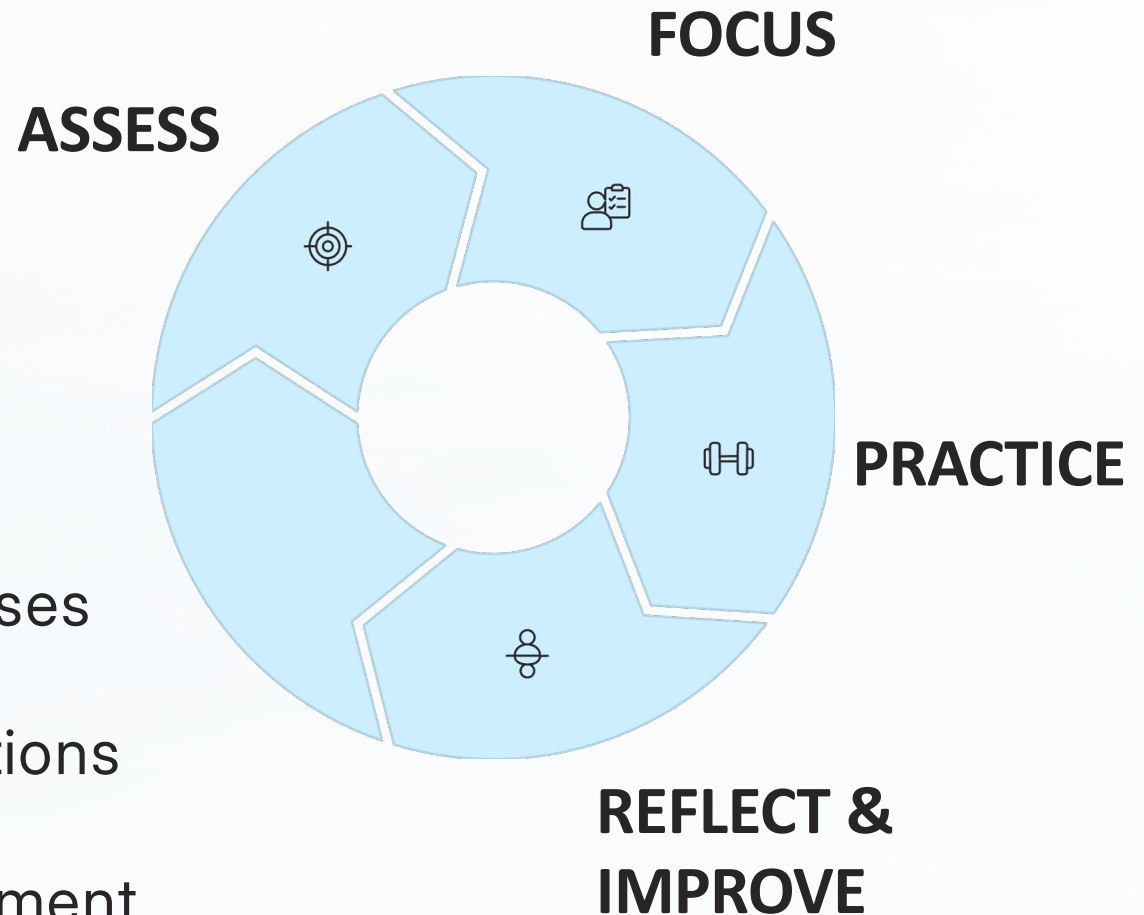 FOCUS
ASSESS
PRACTICE
ses
tions
REFLECT &
IMPROVE
ment